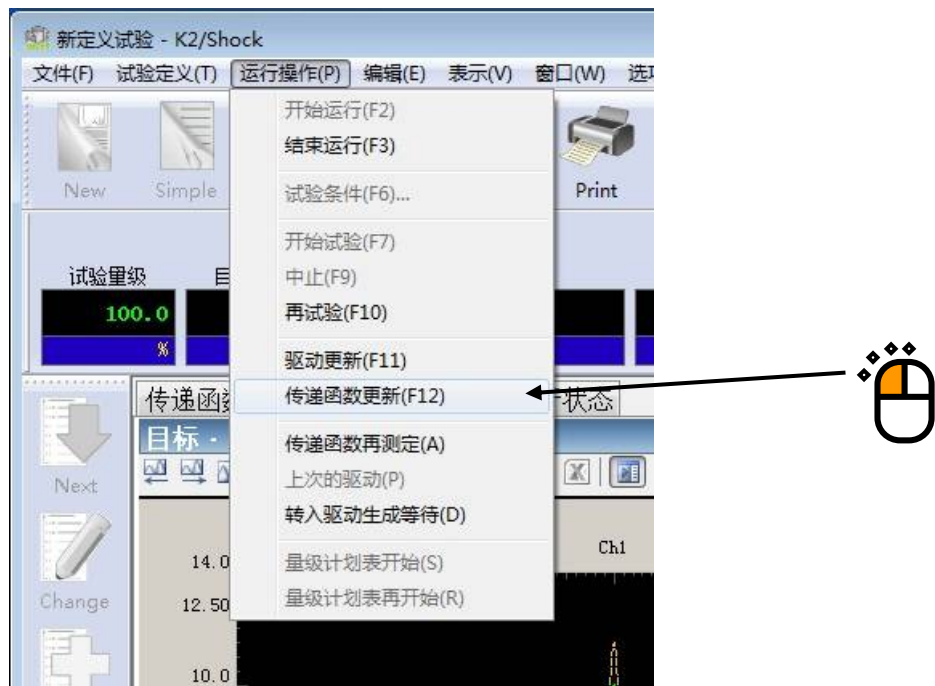 新定义试验 - K2/Shock
文件(F) 试验定义(T) 运行操作(P) 编辑(E) 表示(V) 窗口(W)
New Simple Print
开始运行(F2)
结束运行(F3)
试验条件(F6)...
开始试验(F7)
中止(F9)
再试验(F10)
驱动更新(F11)
传递函数更新(F12)
传递函数再测定(A)
上次的驱动(P)
转入驱动生成等待(D)
量级计划表开始(S)
量级计划表再开始(R)
试验量级
100.0
%
传递函 状态
目标 -
Next
Change
Ch1
14.0
12.50
10.0